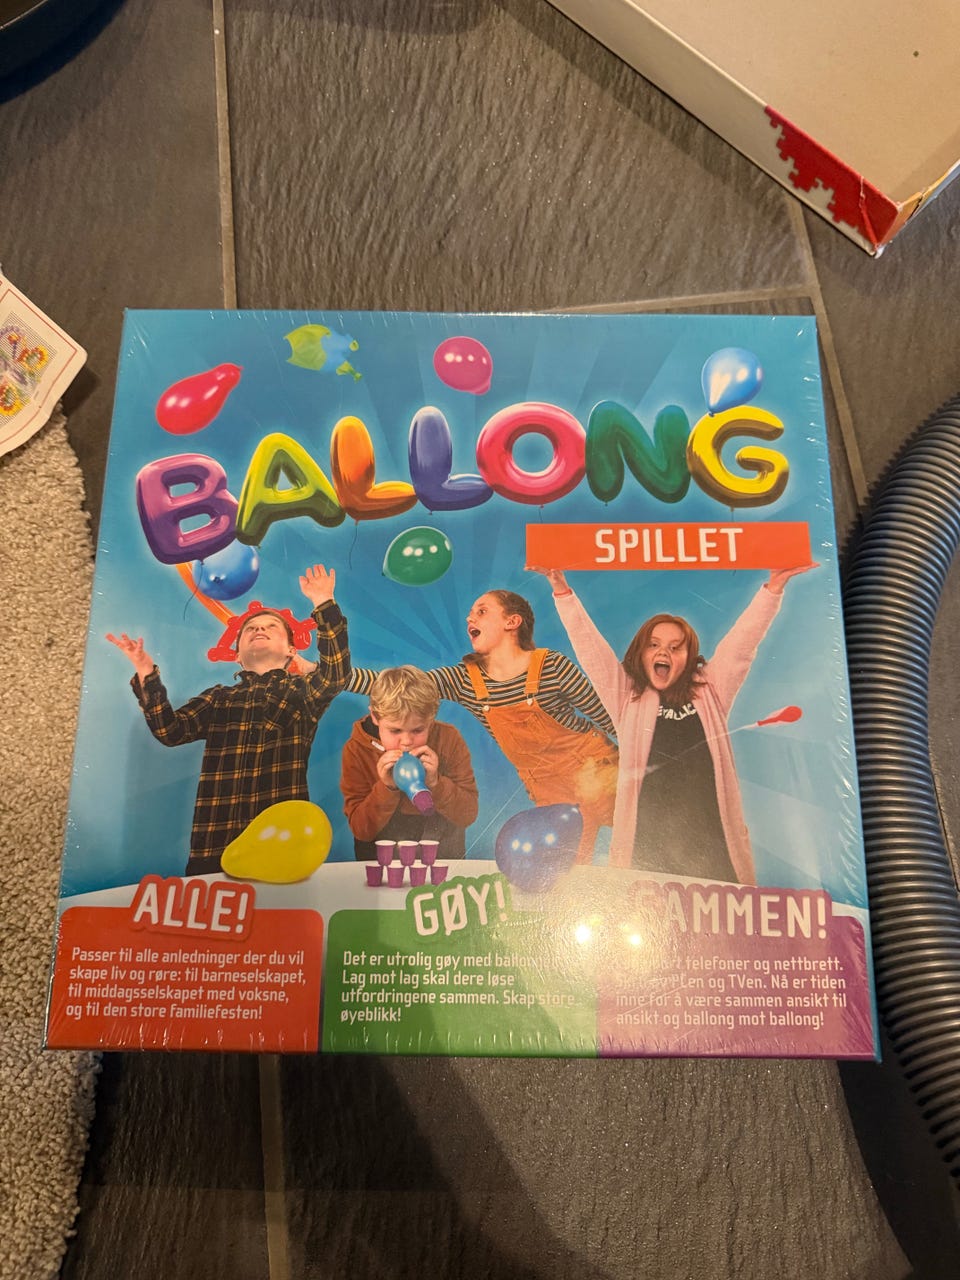 BALLONG
SPILLET
ALLE!
Passer til alle anledninger der du vil
skape liv og røre: til barneselskapet,
til middagsselskapet med voksne,
og til den store Familiefesten!
GØY!
Det er utrolig gøy med
Lag mot lag skal dere løse
utfordringene sammen. Skap store
øyeblikk!
SAMMEN!
telefoner og nettbrett.
og TVen. Nå er tiden
inne for å være sammen ansikt til
ansikt og ballong mot ballong!